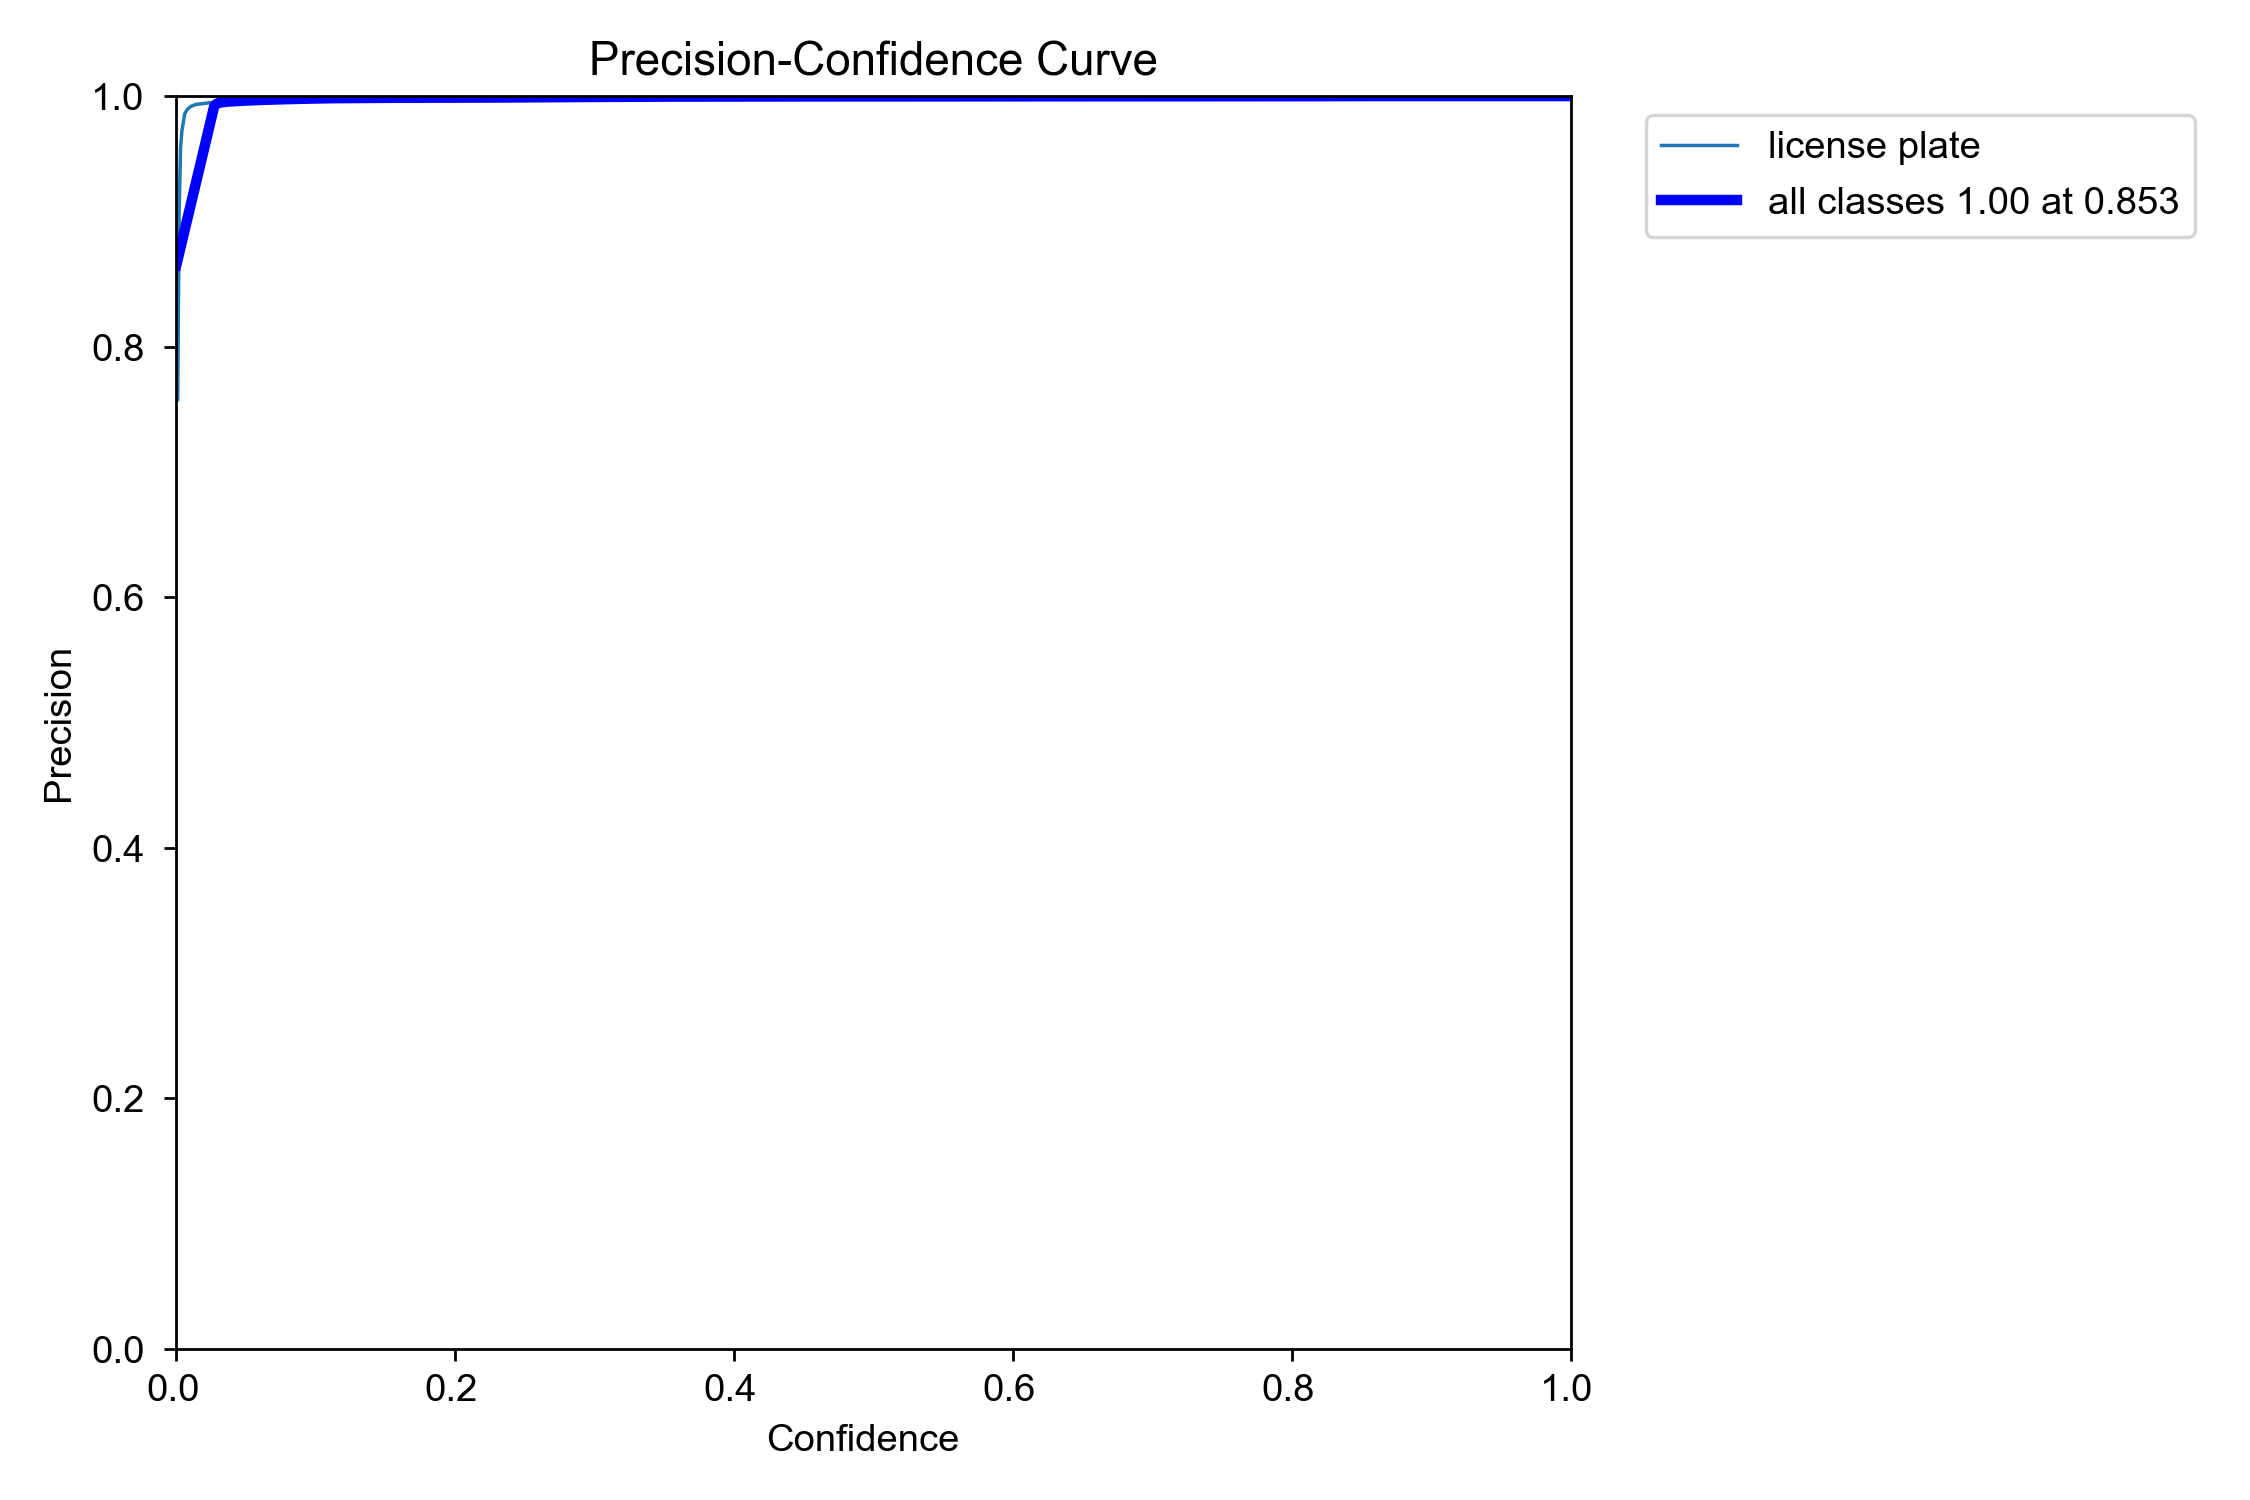 Precision-Confidence Curve
1.0
0.8
0.6
0.4
0.2
0.0
Precision
0.0 0.2 0.4 0.6 0.8 1.0
Confidence
license plate
all classes 1.00 at 0.853